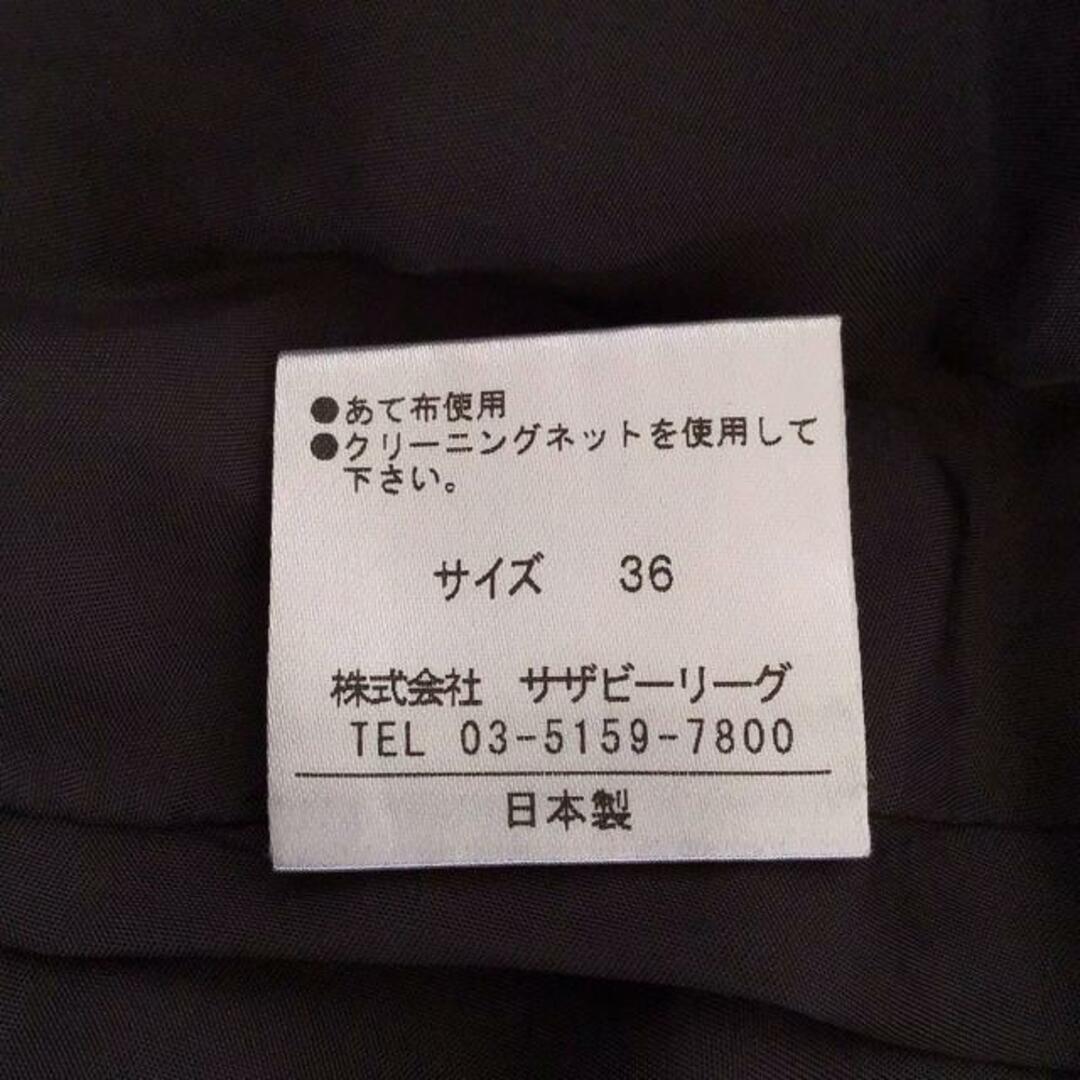 ●あて布使用
●クリーニングネットを使用して
下さい。
サイズ 36
株式会社 サザビーリーグ
TEL 03-5159-7800
日本製